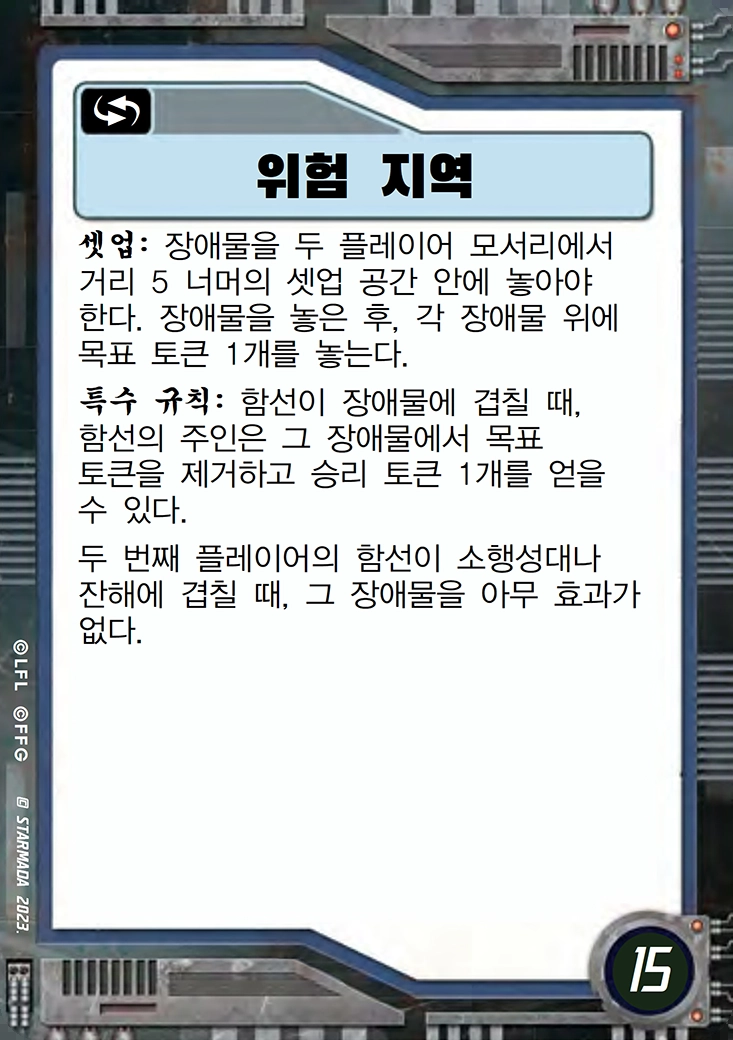 위험 지역
셋업: 장애물을 두 플레이어 모서리에서
거리 5 너머의 셋업 공간 안에 놓아야
한다. 장애물을 놓은 후, 각 장애물 위에
목표 토큰 1개를 놓는다.
특수 규칙: 함선이 장애물에 겹칠 때,
함선의 주인은 그 장애물에서 목표
토큰을 제거하고 승리 토큰 1개를 얻을
수 있다.
두 번째 플레이어의 함선이 소행성대나
잔해에 겹칠 때, 그 장애물을 아무 효과가
없다.
©LFL ©FFG © STARMADA 2023.
15